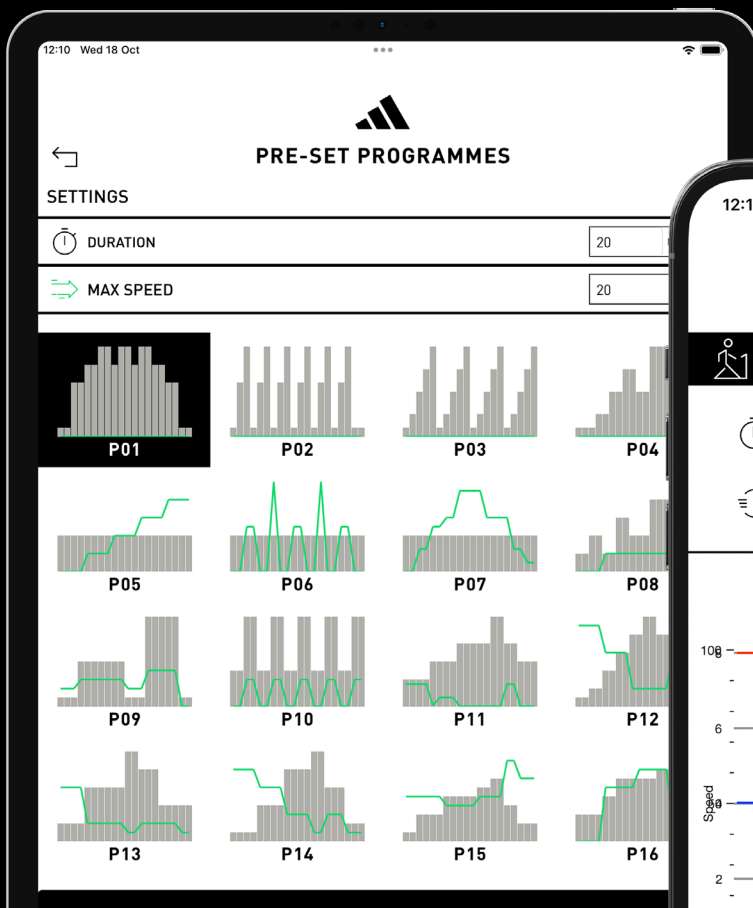 12:10 Wed 18 Oct
PRE-SET PROGRAMMES
SETTINGS
DURATION
20
MAX SPEED
20
P01
P02
P03
P04
P05
P06
P07
P08
P09
P10
P11
P12
P13
P14
P15
P16
12:1
100
6
Speed
2